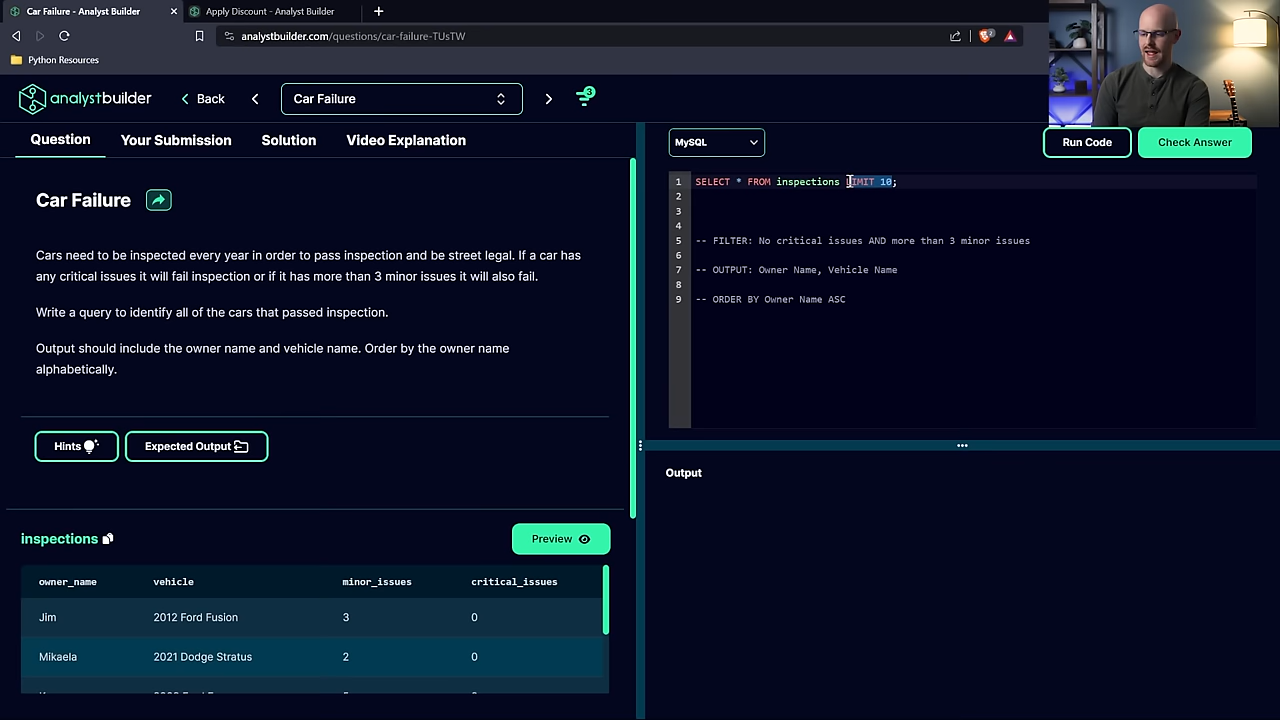 Car Failure - Analyst Builder
Apply Discount - Analyst Builder
analystbuilder.com/questions/car-failure-TUsTW
2
Python Resources
analystbuilder
Back
Car Failure
3
Question
Your Submission
Solution
Video Explanation
Car Failure
Cars need to be inspected every year in order to pass inspection and be street legal. If a car has
any critical issues it will fail inspection or if it has more than 3 minor issues it will also fail.
Write a query to identify all of the cars that passed inspection.
Output should include the owner name and vehicle name. Order by the owner name
alphabetically.
Hints
Expected Output
inspections
Preview
owner_name vehicle minor_issues critical_issues
Jim 2012 Ford Fusion 3 0
Mikaela 2021 Dodge Stratus 2 0
MySQL
Run Code
Check Answer
1 SELECT * FROM inspections LIMIT 10;
2
3
4
5 -- FILTER: No critical issues AND more than 3 minor issues
6
7 -- OUTPUT: Owner Name, Vehicle Name
8
9 -- ORDER BY Owner Name ASC
Output